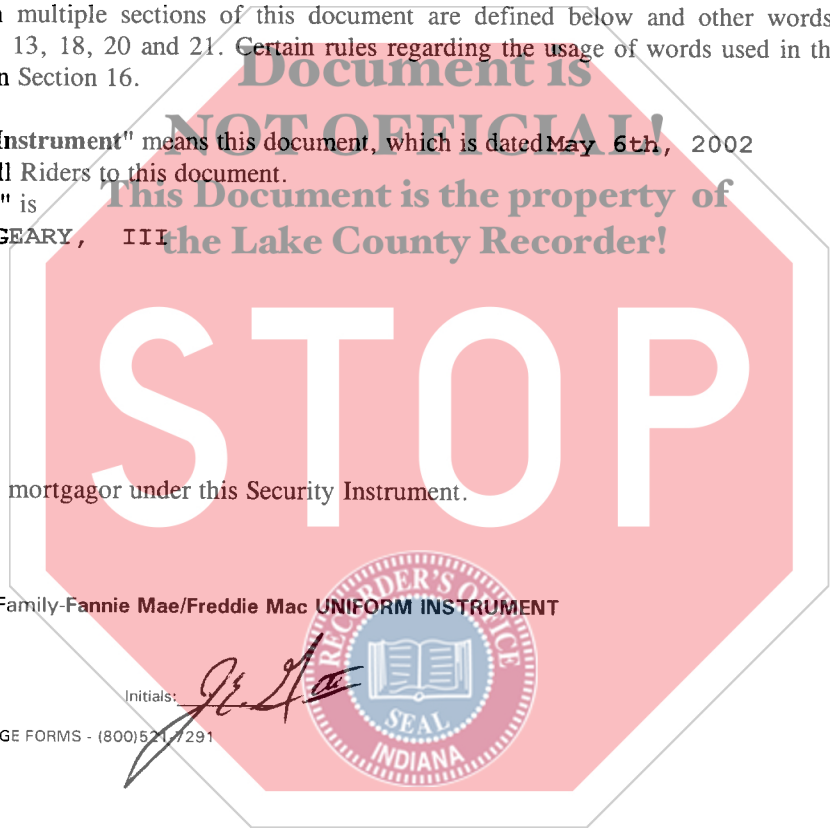 multiple sections of this document are defined below and other words
13, 18, 20 and 21. Certain rules regarding the usage of words used in th
n Section 16.
Document is
NOT OFFICIAL!
Instrument" means this document, which is dated May 6th, 2002
ll Riders to this document.
This Document is the property of
" is
GEARY, III
the Lake County Recorder!
STOP
mortgagor under this Security Instrument.
RECORDER'S OFFICE
Family-Fannie Mae/Freddie Mac UNIFORM INSTRUMENT
Initials: J.E. G III
SEAL
GE FORMS - (800)521-7291
INDIANA